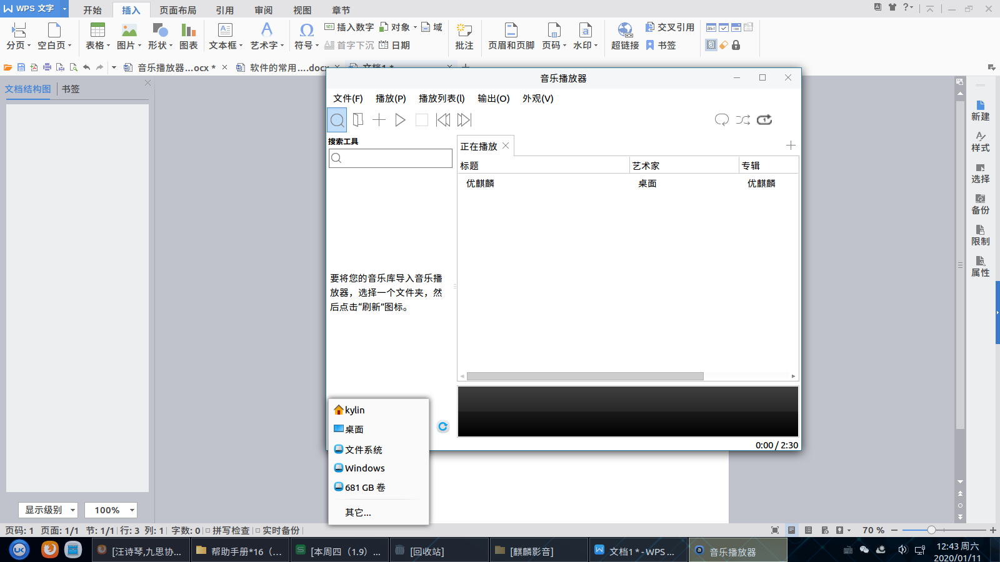 WPS 文字
开始
插入
页面布局
引用
审阅
视图
章节
分页
空白页
表格
图片
形状
图表
文本框
艺术字
符号
插入数字
首字下沉
对象
日期
域
批注
页眉和页脚
页码
水印
超链接
交叉引用
书签
音乐播放器...ocx *
软件的常用....docx
文档1 *
文档结构图
书签
音乐播放器
文件(F)
播放(P)
播放列表(l)
输出(O)
外观(V)
搜索工具
正在播放
标题
艺术家
专辑
优麒麟
桌面
优麒麟
要将您的音乐库导入音乐播
放器，选择一个文件夹，然
后点击“刷新”图标。
0:00 / 2:30
kylin
桌面
文件系统
Windows
681 GB 卷
其它...
新建
样式
选择
备份
限制
属性
显示级别
100%
页码: 1
页面: 1/1
节: 1/1
行: 3
列: 1
字数: 0
拼写检查
实时备份
70 %
[汪诗琴,九思协...
帮助手册*16（,...
[本周四（1.9）...
[回收站]
[麒麟影音]
文档1 * - WPS ...
音乐播放器
12:43 周六
2020/01/11